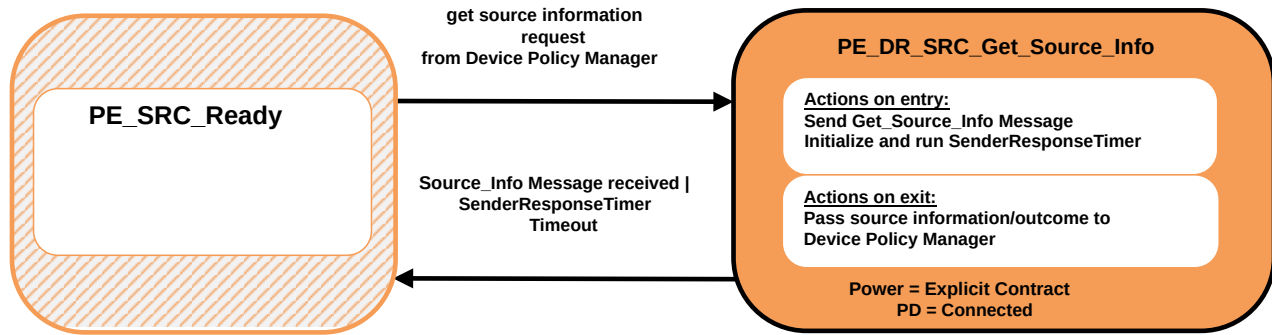 PE_SRC_Ready
get source information
request
from Device Policy Manager
Source_Info Message received |
SenderResponseTimer
Timeout
PE_DR_SRC_Get_Source_Info
Actions on entry:
Send Get_Source_Info Message
Initialize and run SenderResponseTimer
Actions on exit:
Pass source information/outcome to
Device Policy Manager
Power = Explicit Contract
PD = Connected